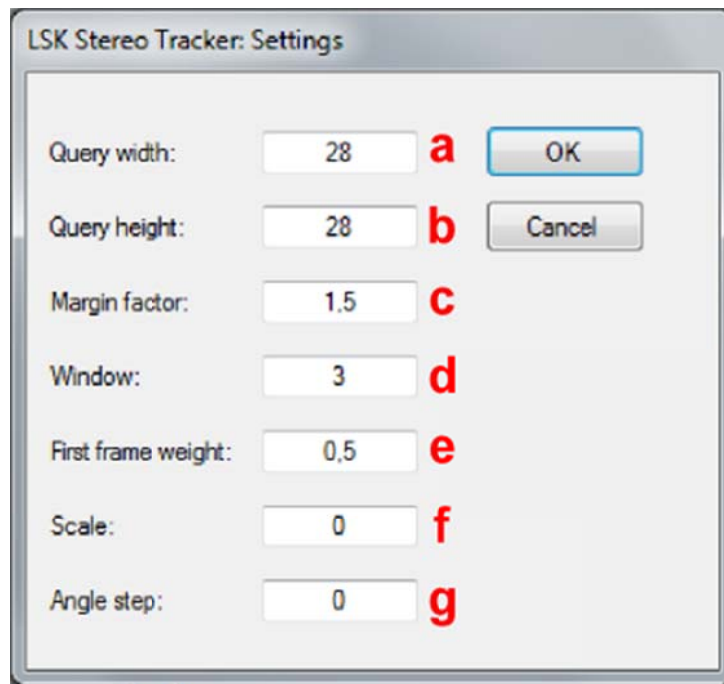 LSK Stereo Tracker: Settings
Query width: 28 a OK
Query height: 28 b Cancel
Margin factor: 1,5 c
Window: 3 d
First frame weight: 0,5 e
Scale: 0 f
Angle step: 0 g